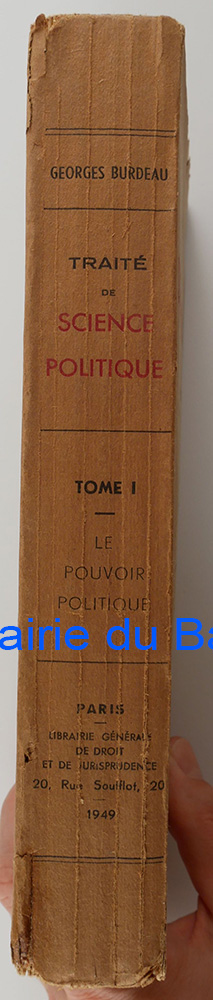 GEORGES BURDEAU
TRAITÉ
DE
SCIENCE
POLITIQUE
TOME I
LE
POUVOIR
POLITIQUE
rairie du Ba
PARIS
LIBRAIRIE GÉNÉRALE
DE DROIT
ET DE JURISPRUDENCE
20, Rue Soufflot, 20
1949